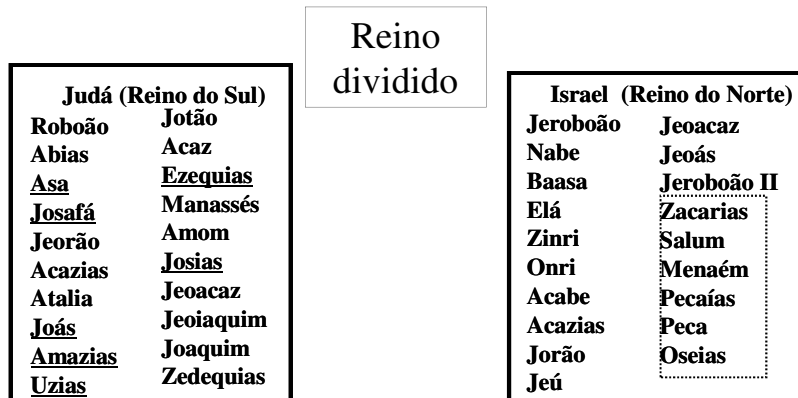 Reino
dividido
Judá (Reino do Sul)
Roboão
Abias
Asa
Josafá
Jeorão
Acazias
Atalia
Joás
Amazias
Uzias
Jotão
Acaz
Ezequias
Manassés
Amom
Josias
Jeoacaz
Jeoiaquim
Joaquim
Zedequias
Israel (Reino do Norte)
Jeroboão
Nabe
Baasa
Elá
Zinri
Onri
Acabe
Acazias
Jorão
Jeú
Jeoacaz
Jeoás
Jeroboão II
Zacarias
Salum
Menaém
Pecaías
Peca
Oseias